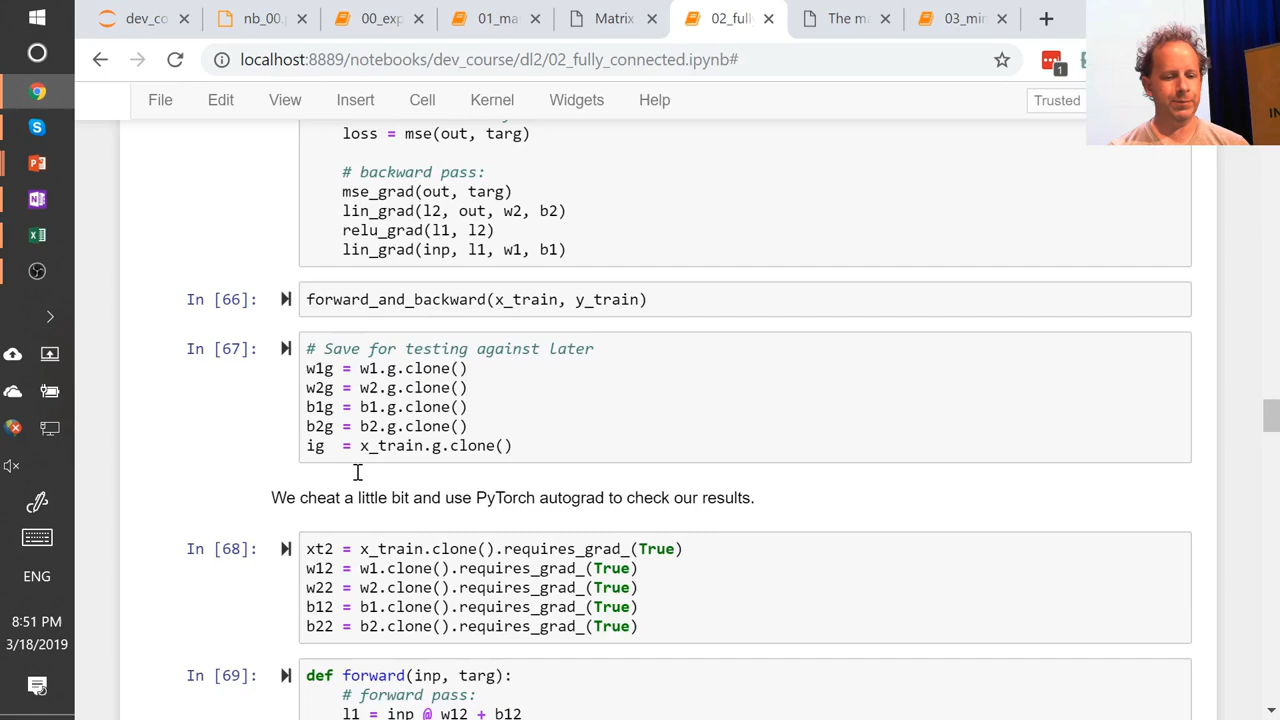 dev_co
nb_00.
00_exp
01_ma
Matrix
02_full
The ma
03_min
localhost:8889/notebooks/dev_course/dl2/02_fully_connected.ipynb#
1
File Edit View Insert Cell Kernel Widgets Help
Trusted
loss = mse(out, targ)
# backward pass:
mse_grad(out, targ)
lin_grad(l2, out, w2, b2)
relu_grad(l1, l2)
lin_grad(inp, l1, w1, b1)
In [66]: forward_and_backward(x_train, y_train)
In [67]: # Save for testing against later
w1g = w1.g.clone()
w2g = w2.g.clone()
b1g = b1.g.clone()
b2g = b2.g.clone()
ig = x_train.g.clone()
We cheat a little bit and use PyTorch autograd to check our results.
In [68]: xt2 = x_train.clone().requires_grad_(True)
w12 = w1.clone().requires_grad_(True)
w22 = w2.clone().requires_grad_(True)
b12 = b1.clone().requires_grad_(True)
b22 = b2.clone().requires_grad_(True)
In [69]: def forward(inp, targ):
# forward pass:
l1 = inp @ w12 + b12
ENG
8:51 PM
3/18/2019